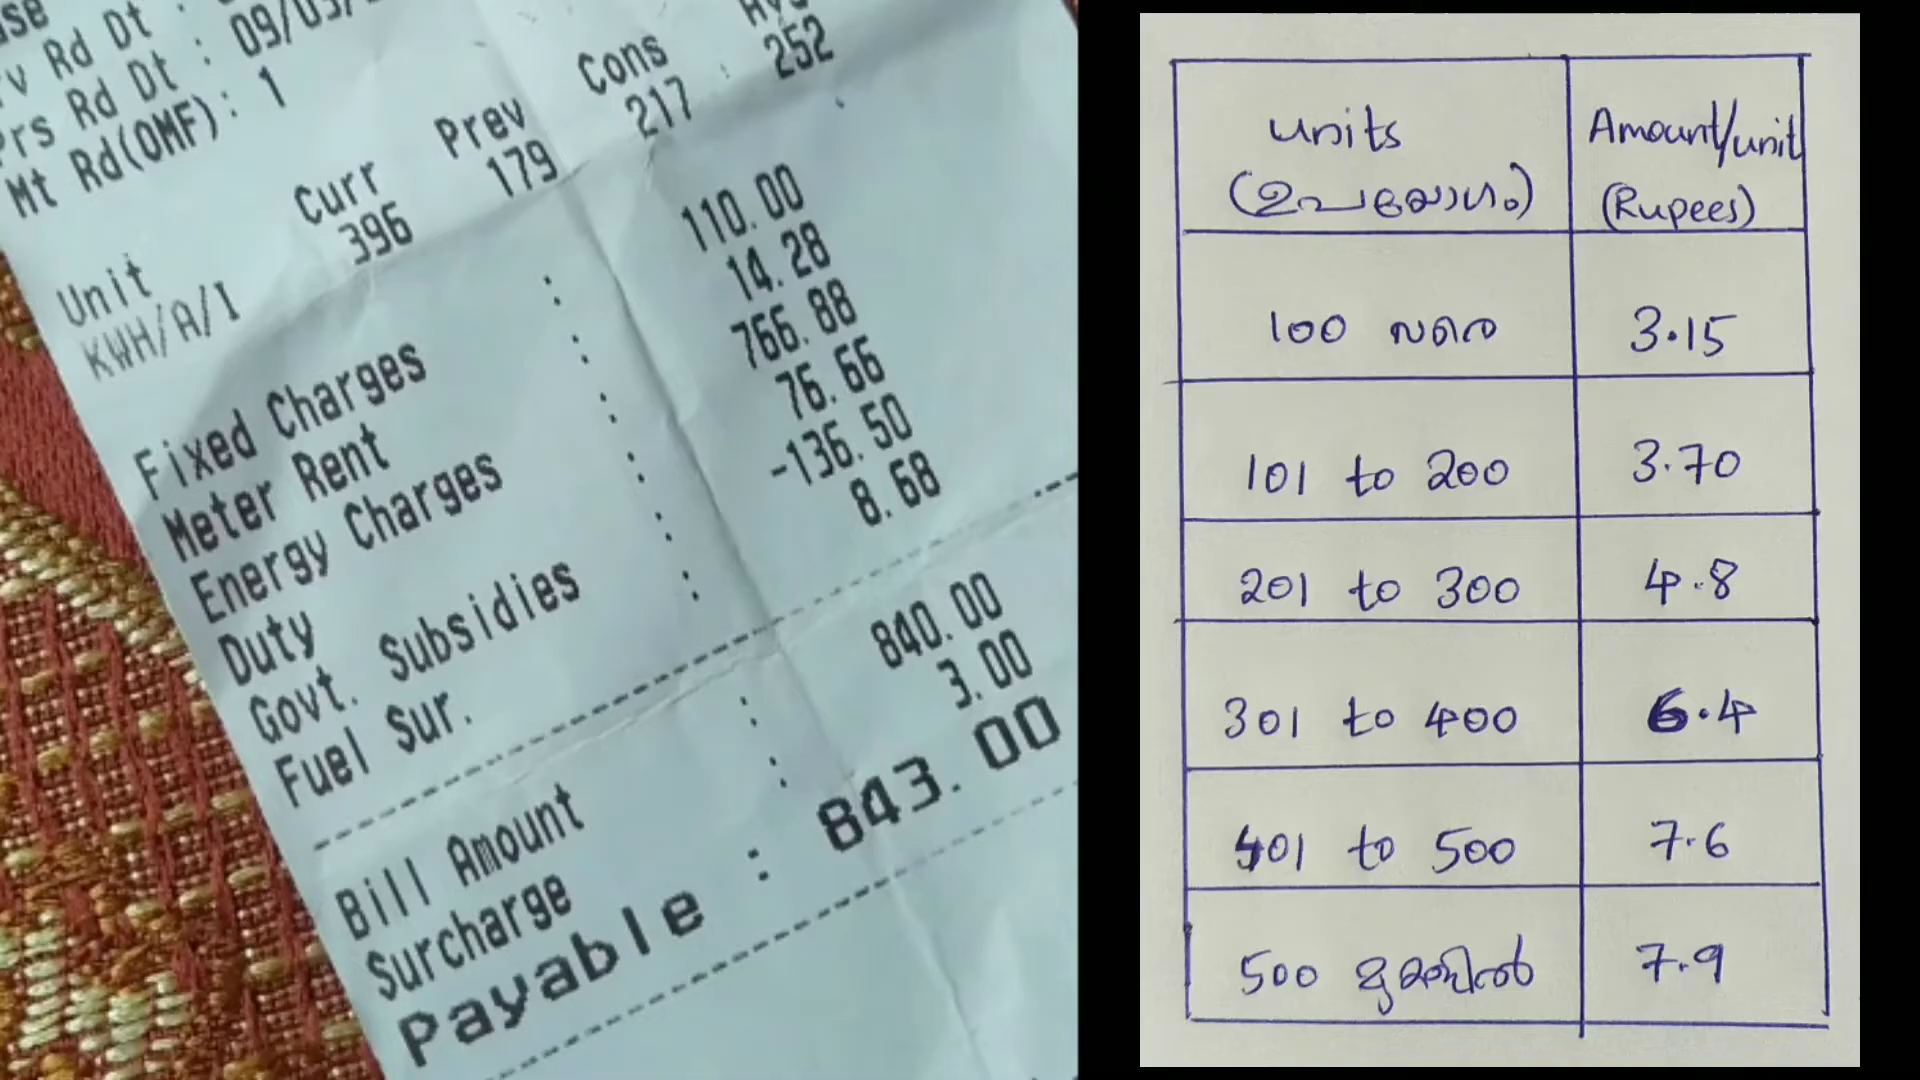 Rd Dt :
Prs Rd Dt : 09/03/
Mt Rd(OMF): 1
Unit Curr Prev Cons
KWH/A/I 396 179 217 252
Fixed Charges : 110.00
Meter Rent : 14.28
Energy Charges : 766.88
Duty : 76.66
Govt. Subsidies : -136.50
Fuel Sur. : 8.68
Bill Amount : 840.00
Surcharge : 3.00
Payable : 843.00
units Amount/unit
(ഉപയോഗം) (Rupees)
100 വരെ 3.15
101 to 200 3.70
201 to 300 4.8
301 to 400 6.4
401 to 500 7.6
500 മുകളിൽ 7.9